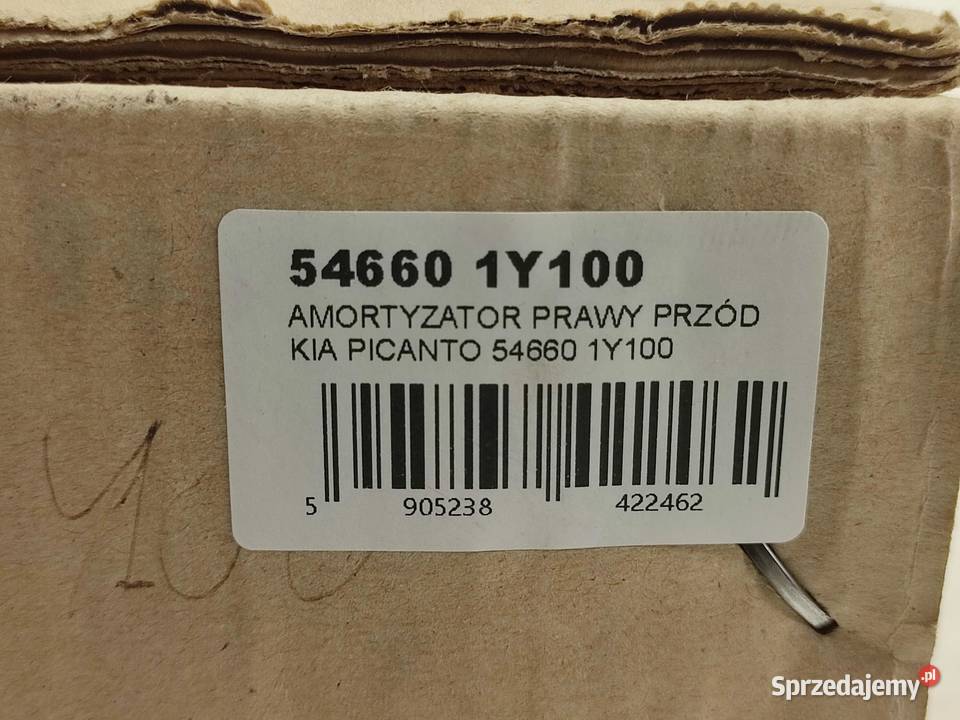 54660 1Y100
AMORTYZATOR PRAWY PRZÓD
KIA PICANTO 54660 1Y100
5 905238 422462
Sprzedajemy.pl